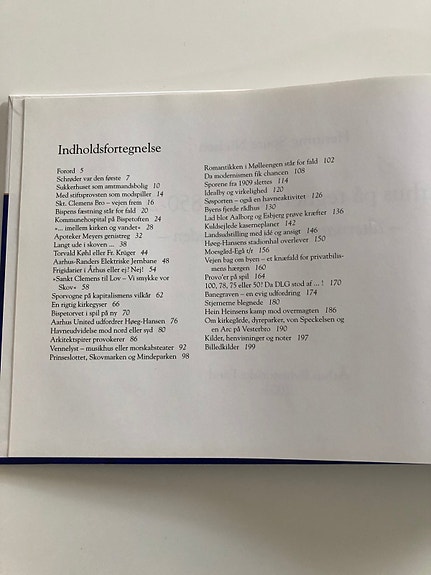 Indholdsfortegnelse
Forord 5
Schrøder var den første 7
Sukkerhuset som amtmundsbolig 10
Med stiftsprovsten som modspiller 14
Skt. Clemens Bro – vejen frem 16
Bispens fæstning står for fald 20
Kommunehospital på Bispetoften 24
»... imellem kirken og vandet« 28
Apoteker Meyers genistreg 32
Langt ude i skoven ... 38
Torvald Køhl eller Fr. Krüger 44
Aarhus-Randers Elektriske Jernbane 48
Frigidarier i Århus eller ej! Nej! 54
»Sankt Clemens til Lov – Vi smykke vor
Skov« 58
Sporvogne på kapitalismens vilkår 62
En rigtig kirkegyser 66
Bispetorvet i spil på ny 70
Aarhus United udfordrer Høeg-Hansen 76
Havneudvidelse mod nord eller syd 80
Arkitektspirer provokerer 86
Vennelyst – musikhus eller morskabsteater 92
Prinseslottet, Skovmarken og Mindeparken 98
Romantikken i Mølleengen står for fald 102
Da modernismen fik chancen 108
Sporene fra 1909 slettes 114
Idealby og virkelighed 120
Søsporten – også en havneaktivitet 126
Byens fjerde rådhus 130
Lad blot Aalborg og Esbjerg prøve kræfter 136
Kuldsejlede kaserneplaner 142
Landsudstilling med idé og ansigt 146
Høeg-Hansens stadionhal overlever 150
Moesgård-Egå t/r 156
Vejen bag om byen – et knæfald for privatbilis-
mens hærgen 160
Provo'er på spil 164
100, 78, 75 eller 50? Da DLG stod af ... ! 170
Banegraven – en evig udfordring 174
Stjernerne blegnede 180
Hein Heinsens kamp mod overmagten 186
Om kirkeglæde, dyreparker, von Speckelsen og
en Arc på Vesterbro 190
Kilder, henvisninger og noter 197
Billedkilder 199